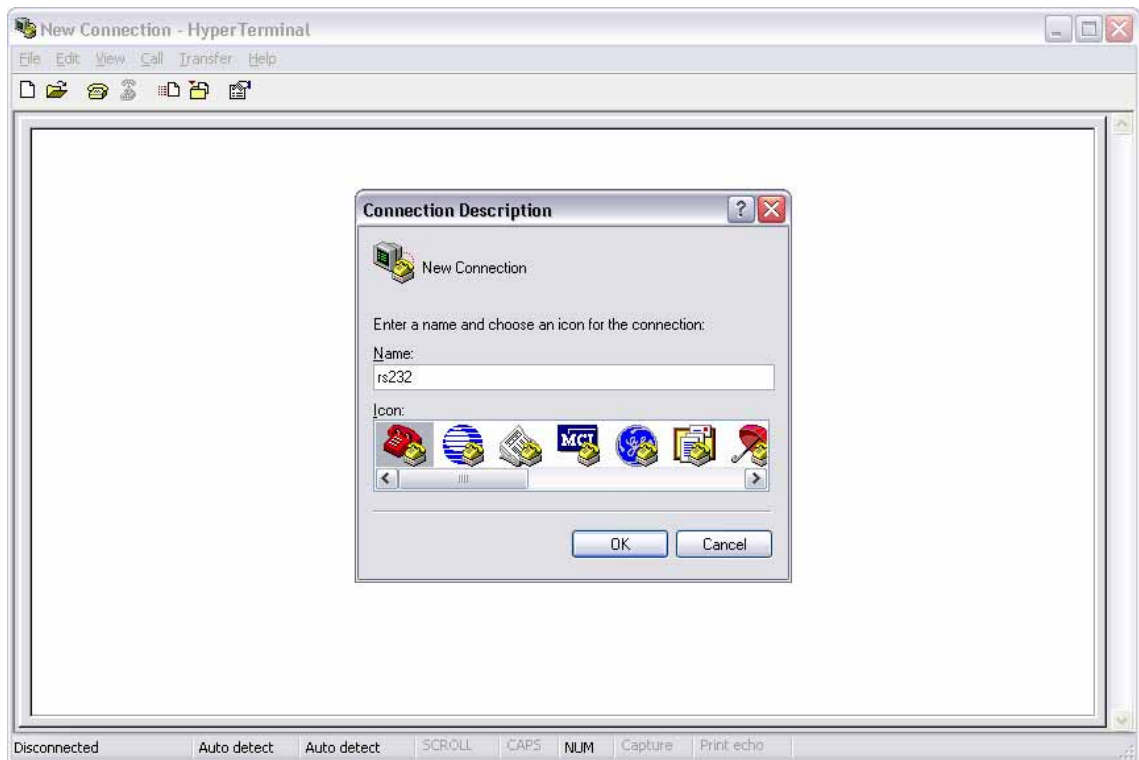 New Connection - HyperTerminal
File Edit View Call Transfer Help
Connection Description
New Connection
Enter a name and choose an icon for the connection:
Name:
rs232
Icon:
MCI
OK Cancel
Disconnected Auto detect Auto detect SCROLL CAPS NUM Capture Print echo